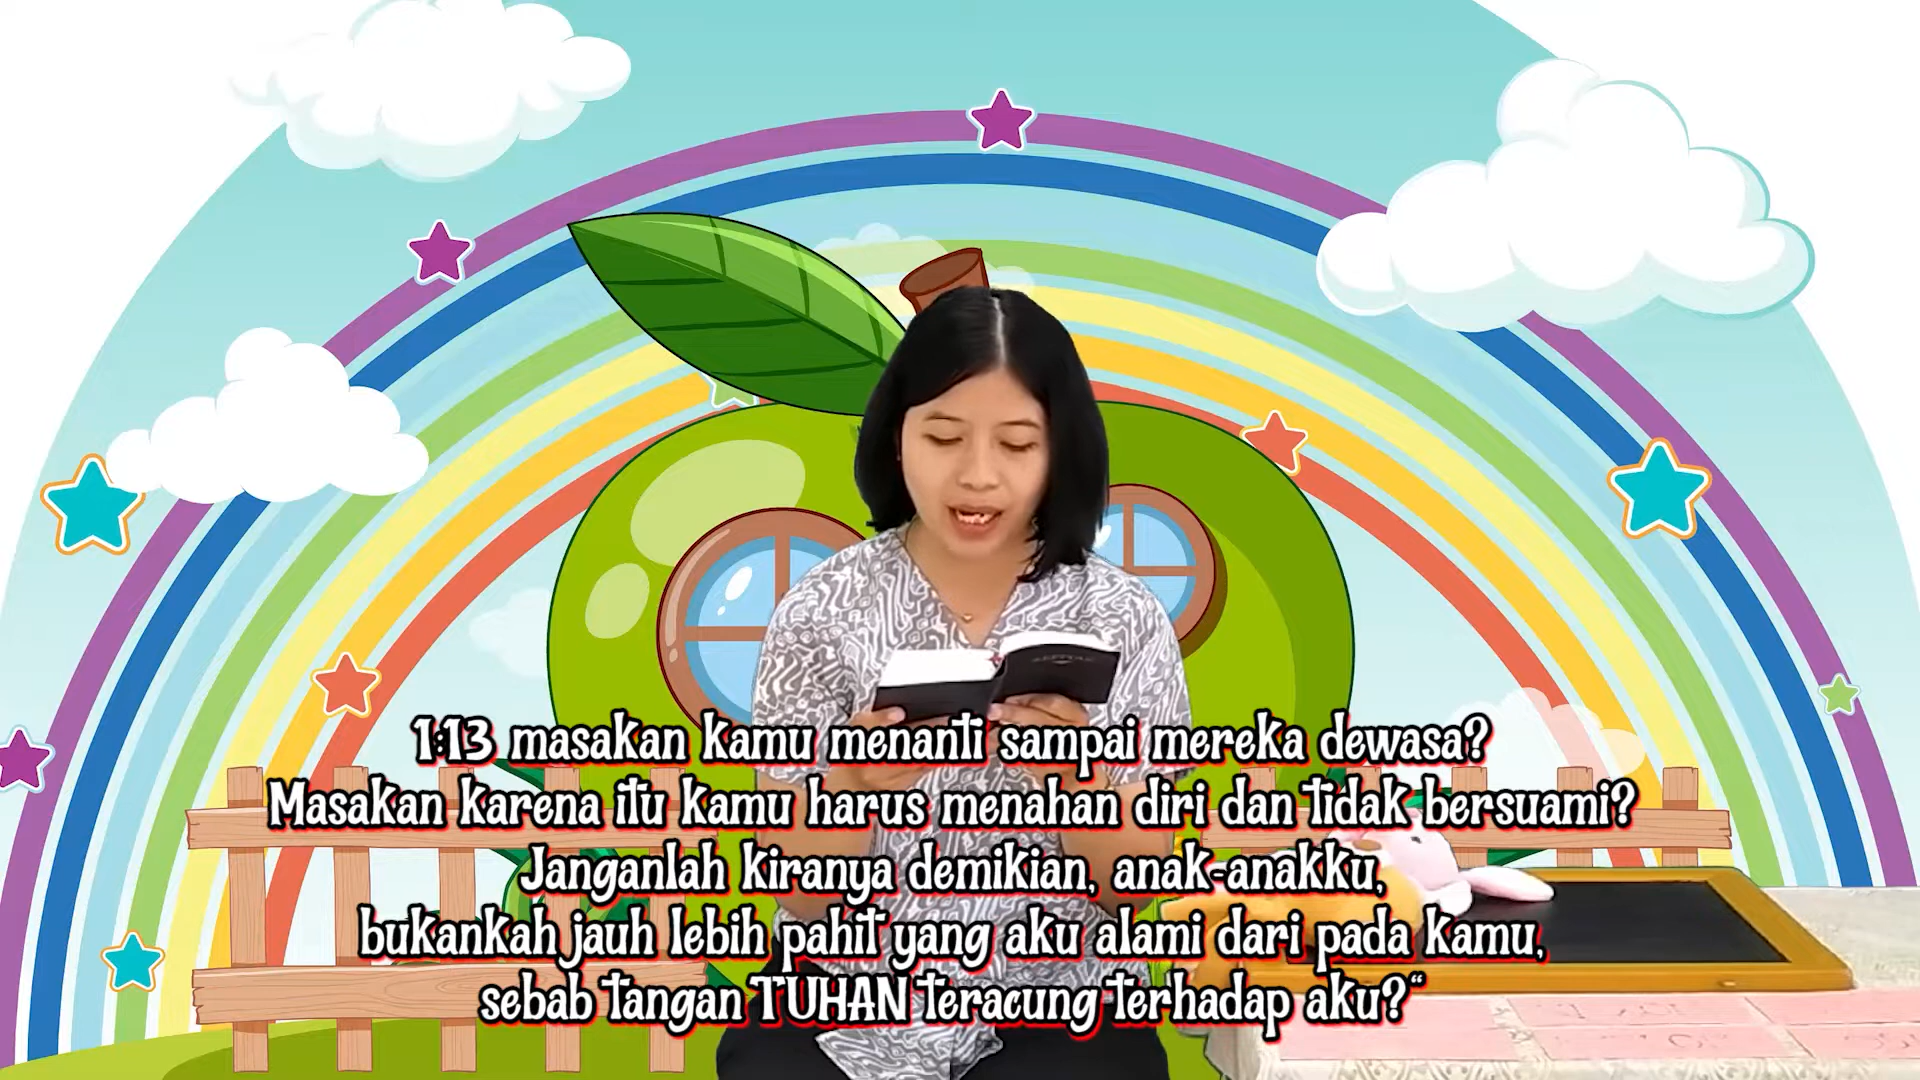 1:13 masakan kamu menanti sampai mereka dewasa?
Masakan karena itu kamu harus menahan diri dan tidak bersuami?
Janganlah kiranya demikian, anak-anakku,
bukankah jauh lebih pahit yang aku alami dari pada kamu,
sebab tangan TUHAN teracung terhadap aku?“